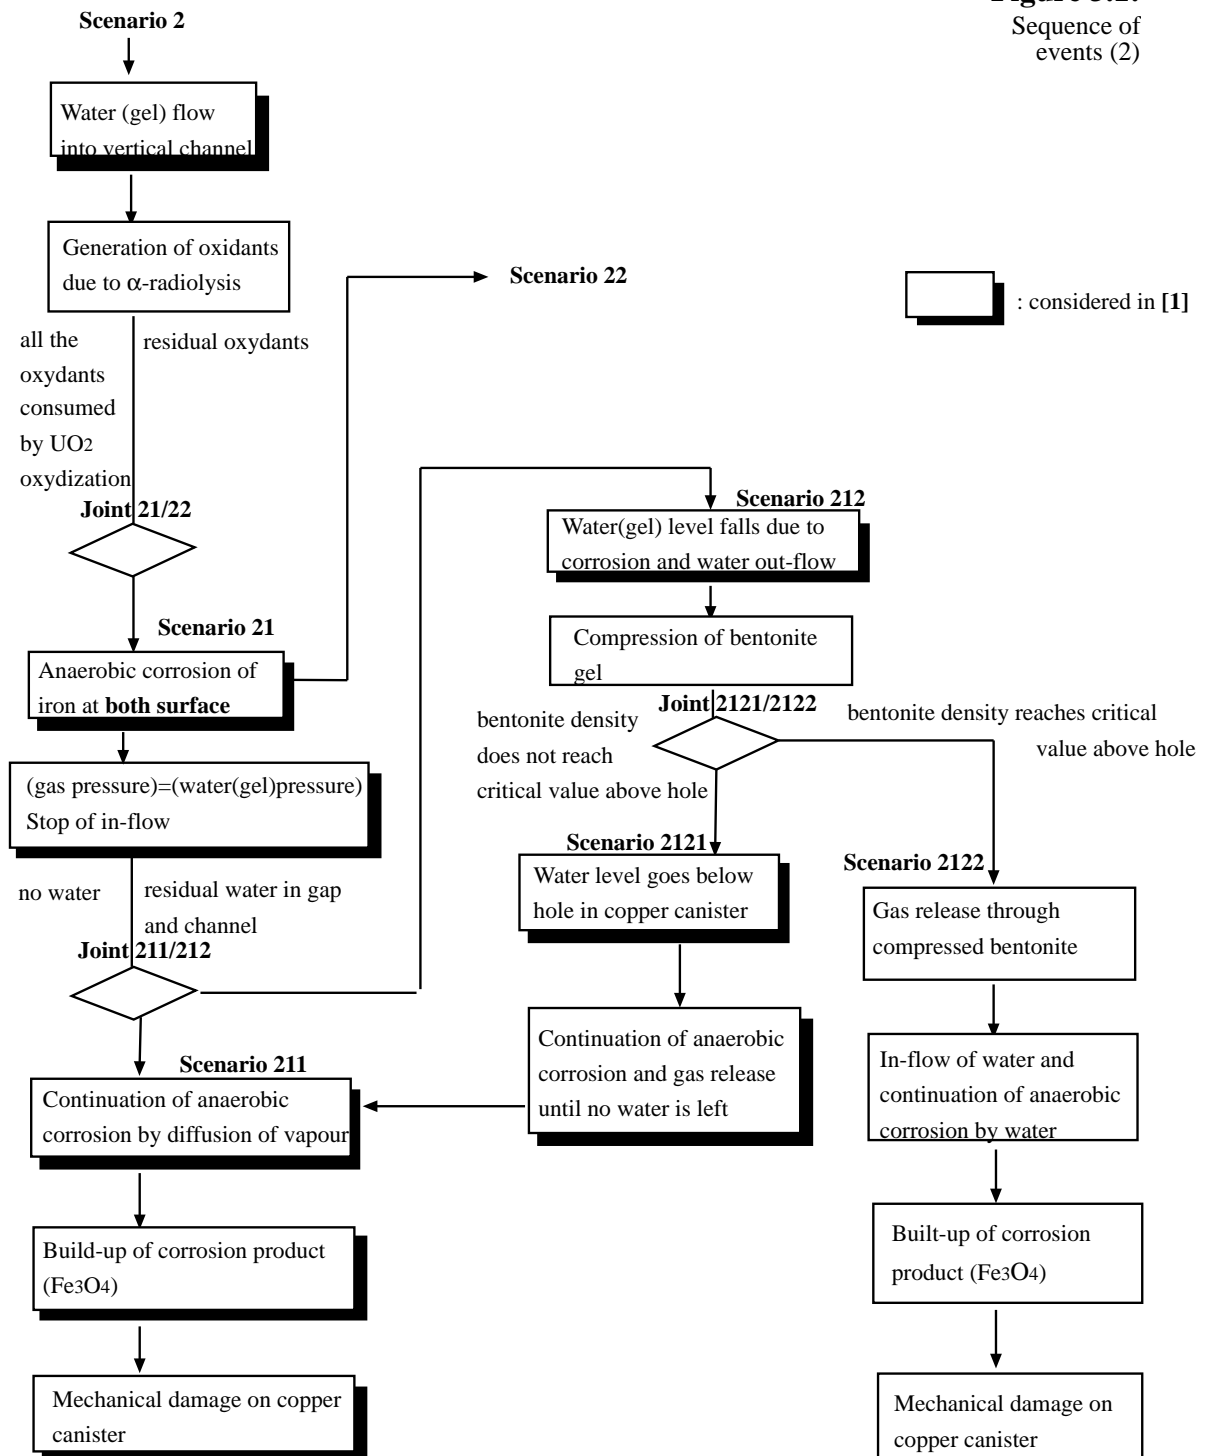 Figure 3.2:
Sequence of
events (2)
Scenario 2
Water (gel) flow
into vertical channel
Generation of oxidants
due to α-radiolysis
Scenario 22
: considered in [1]
all the
oxydants
consumed
by UO2
oxydization
residual oxydants
Joint 21/22
Scenario 21
Anaerobic corrosion of
iron at both surface
(gas pressure)=(water(gel)pressure)
Stop of in-flow
no water
residual water in gap
and channel
Joint 211/212
Scenario 211
Continuation of anaerobic
corrosion by diffusion of vapour
Build-up of corrosion product
(Fe3O4)
Mechanical damage on copper
canister
Scenario 212
Water(gel) level falls due to
corrosion and water out-flow
Compression of bentonite
gel
Joint 2121/2122
bentonite density
does not reach
critical value above hole
bentonite density reaches critical
value above hole
Scenario 2121
Water level goes below
hole in copper canister
Continuation of anaerobic
corrosion and gas release
until no water is left
Scenario 2122
Gas release through
compressed bentonite
In-flow of water and
continuation of anaerobic
corrosion by water
Built-up of corrosion
product (Fe3O4)
Mechanical damage on
copper canister